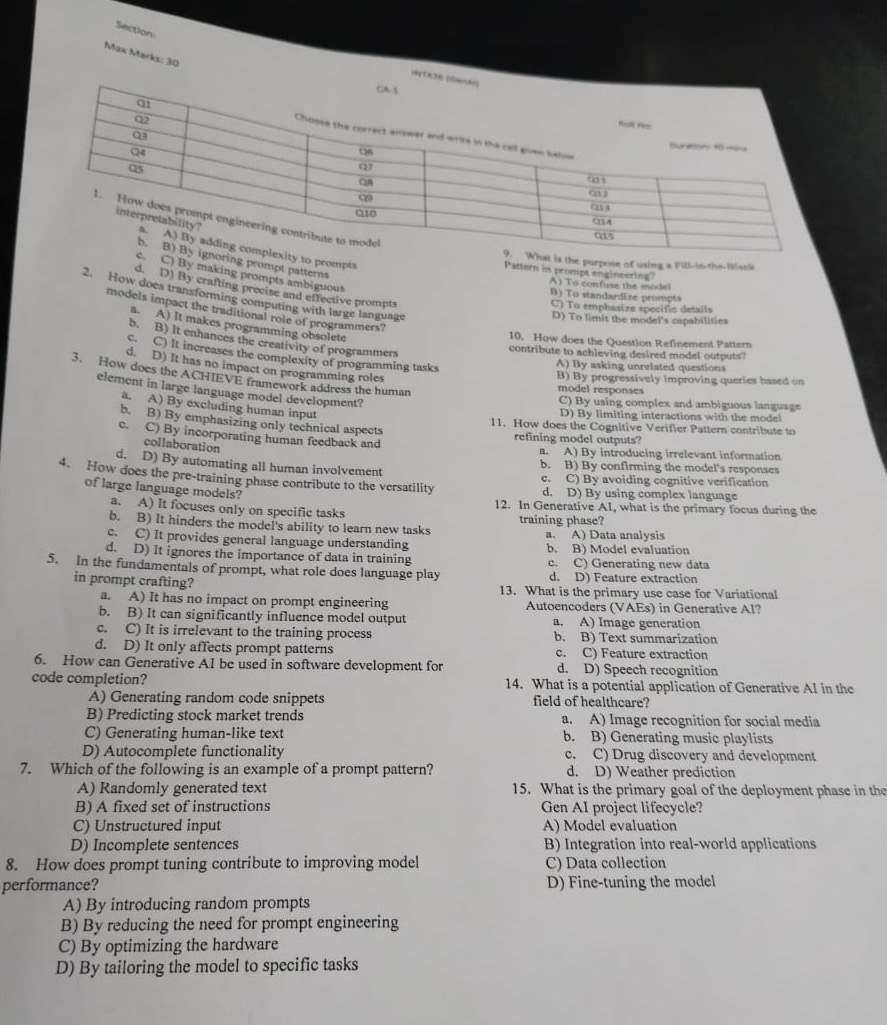 Section:
Max Marks: 30
CA-1
Roll No:
Duration: 40 mins
Choose the correct answer and write in the cell given below
Q1
Q2
Q3
Q4
Q5
Q6
Q7
Q8
Q9
Q10
Q11
Q12
Q13
Q14
Q15
1. How does prompt engineering contribute to model
interpretability?
a. A) By adding complexity to prompts
b. B) By ignoring prompt patterns
c. C) By making prompts ambiguous
d. D) By crafting precise and effective prompts
2. How does transforming computing with large language
models impact the traditional role of programmers?
a. A) It makes programming obsolete
b. B) It enhances the creativity of programmers
c. C) It increases the complexity of programming tasks
d. D) It has no impact on programming roles
3. How does the ACHIEVE framework address the human
element in large language model development?
a. A) By excluding human input
b. B) By emphasizing only technical aspects
c. C) By incorporating human feedback and
collaboration
d. D) By automating all human involvement
4. How does the pre-training phase contribute to the versatility
of large language models?
a. A) It focuses only on specific tasks
b. B) It hinders the model's ability to learn new tasks
c. C) It provides general language understanding
d. D) It ignores the importance of data in training
5. In the fundamentals of prompt, what role does language play
in prompt crafting?
a. A) It has no impact on prompt engineering
b. B) It can significantly influence model output
c. C) It is irrelevant to the training process
d. D) It only affects prompt patterns
6. How can Generative AI be used in software development for
code completion?
A) Generating random code snippets
B) Predicting stock market trends
C) Generating human-like text
D) Autocomplete functionality
7. Which of the following is an example of a prompt pattern?
A) Randomly generated text
B) A fixed set of instructions
C) Unstructured input
D) Incomplete sentences
8. How does prompt tuning contribute to improving model
performance?
A) By introducing random prompts
B) By reducing the need for prompt engineering
C) By optimizing the hardware
D) By tailoring the model to specific tasks
9. What is the purpose of using a Fill-in-the-Blank
Pattern in prompt engineering?
A) To confuse the model
B) To standardize prompts
C) To emphasize specific details
D) To limit the model's capabilities
10. How does the Question Refinement Pattern
contribute to achieving desired model outputs?
A) By asking unrelated questions
B) By progressively improving queries based on
model responses
C) By using complex and ambiguous language
D) By limiting interactions with the model
11. How does the Cognitive Verifier Pattern contribute to
refining model outputs?
a. A) By introducing irrelevant information
b. B) By confirming the model's responses
c. C) By avoiding cognitive verification
d. D) By using complex language
12. In Generative AI, what is the primary focus during the
training phase?
a. A) Data analysis
b. B) Model evaluation
c. C) Generating new data
d. D) Feature extraction
13. What is the primary use case for Variational
Autoencoders (VAEs) in Generative AI?
a. A) Image generation
b. B) Text summarization
c. C) Feature extraction
d. D) Speech recognition
14. What is a potential application of Generative AI in the
field of healthcare?
a. A) Image recognition for social media
b. B) Generating music playlists
c. C) Drug discovery and development
d. D) Weather prediction
15. What is the primary goal of the deployment phase in the
Gen AI project lifecycle?
A) Model evaluation
B) Integration into real-world applications
C) Data collection
D) Fine-tuning the model